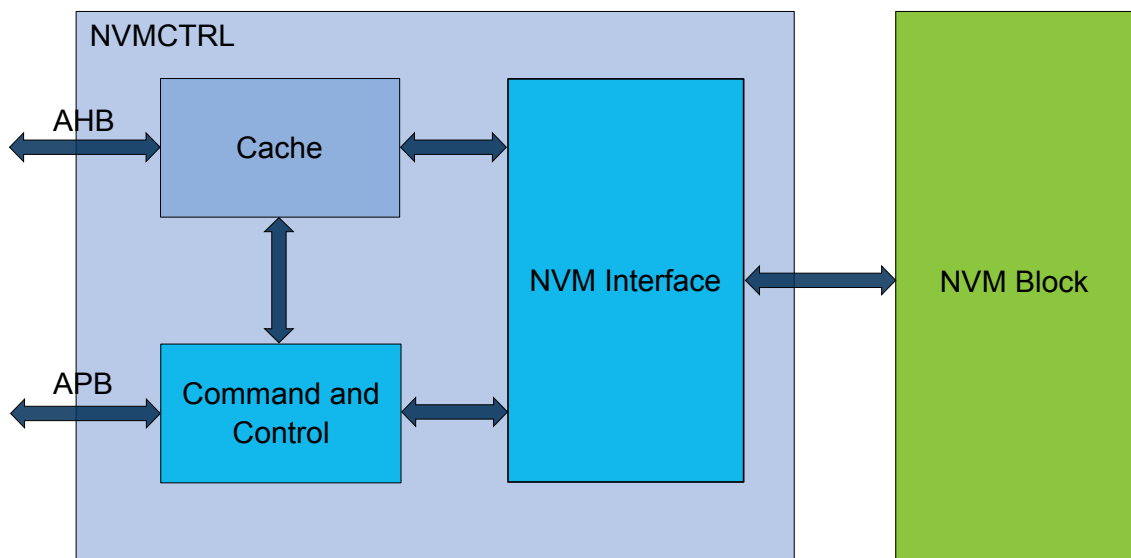 NVMCTRL
AHB
Cache
NVM Interface
NVM Block
APB
Command and
Control